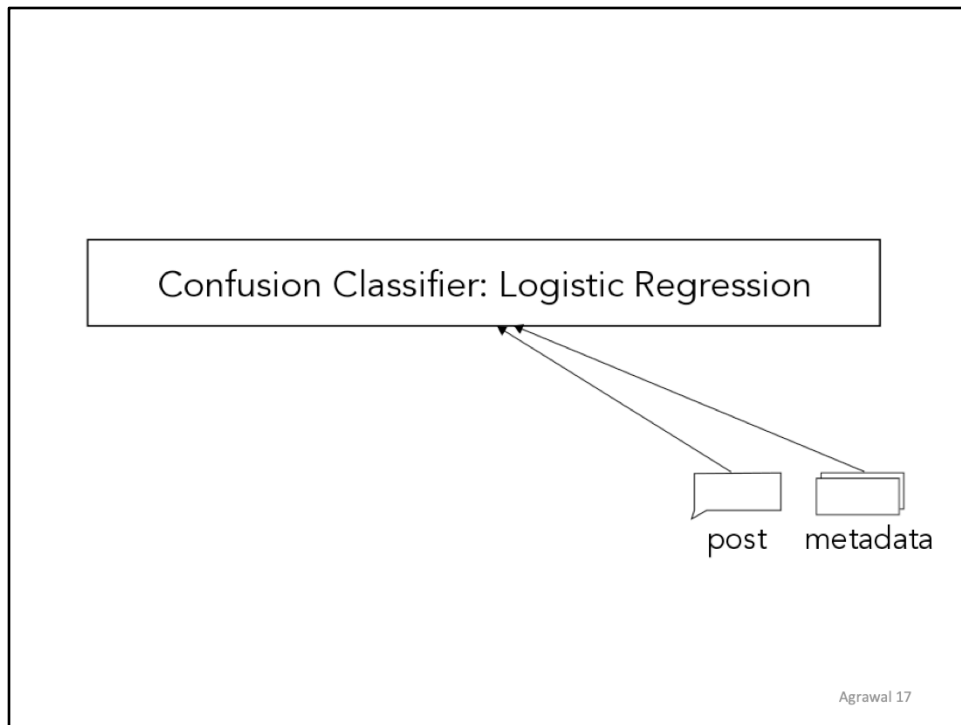 Confusion Classifier: Logistic Regression
post metadata
Agrawal 17